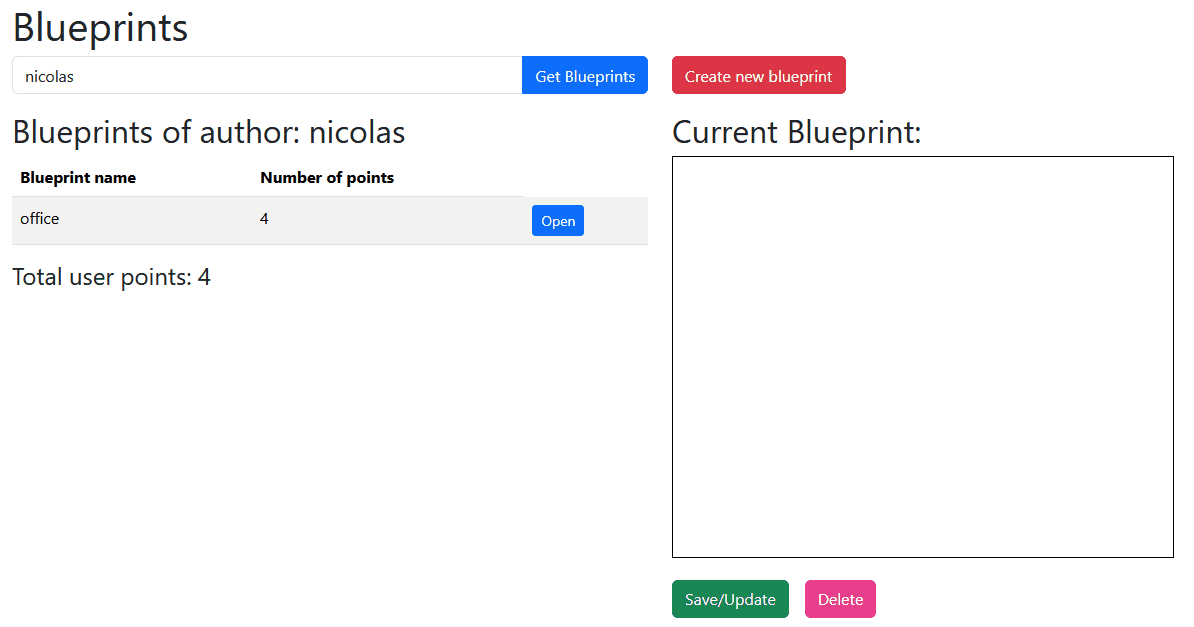 Blueprints
nicolas Get Blueprints Create new blueprint
Blueprints of author: nicolas
Blueprint name Number of points
office 4 Open
Total user points: 4
Current Blueprint:
Save/Update Delete